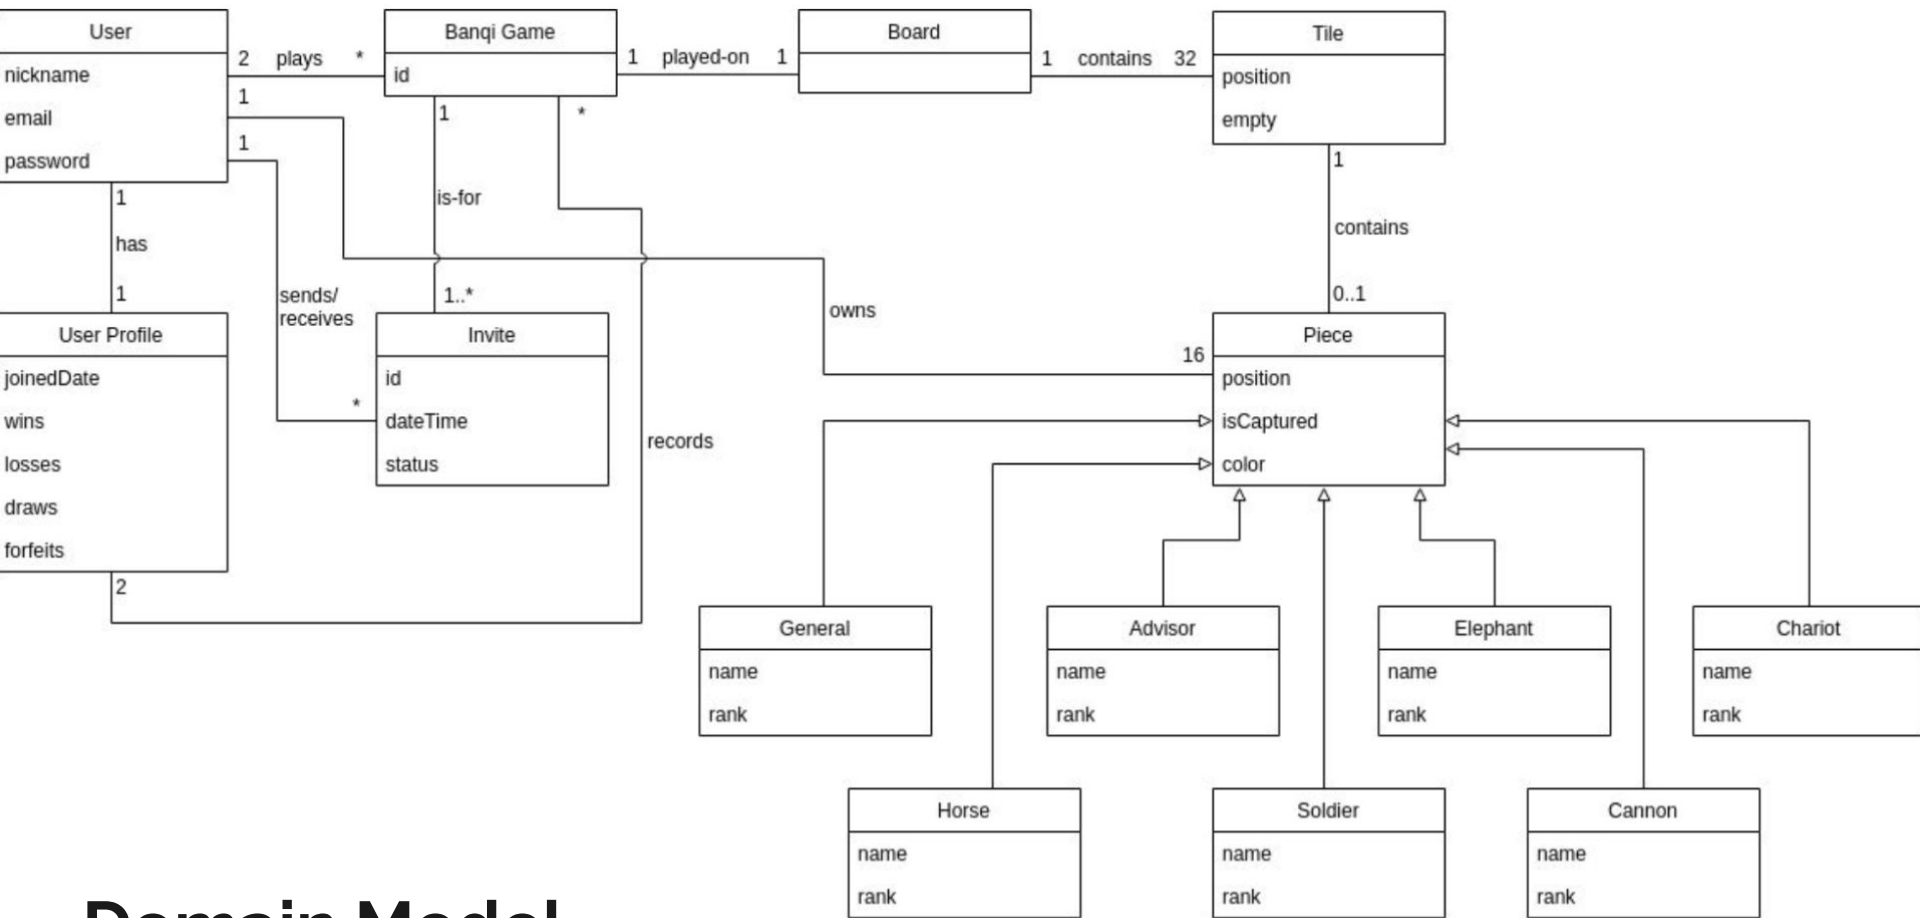 User
nickname
email
password
2 plays *
1
1
Banqi Game
id
1 played-on 1
Board
1 contains 32
Tile
position
empty
1
has
1
sends/
receives
*
1
is-for
1..*
*
records
owns
16
1
contains
0..1
User Profile
joinedDate
wins
losses
draws
forfeits
2
Invite
id
dateTime
status
Piece
position
isCaptured
color
General
name
rank
Advisor
name
rank
Elephant
name
rank
Chariot
name
rank
Horse
name
rank
Soldier
name
rank
Cannon
name
rank
Domain Model